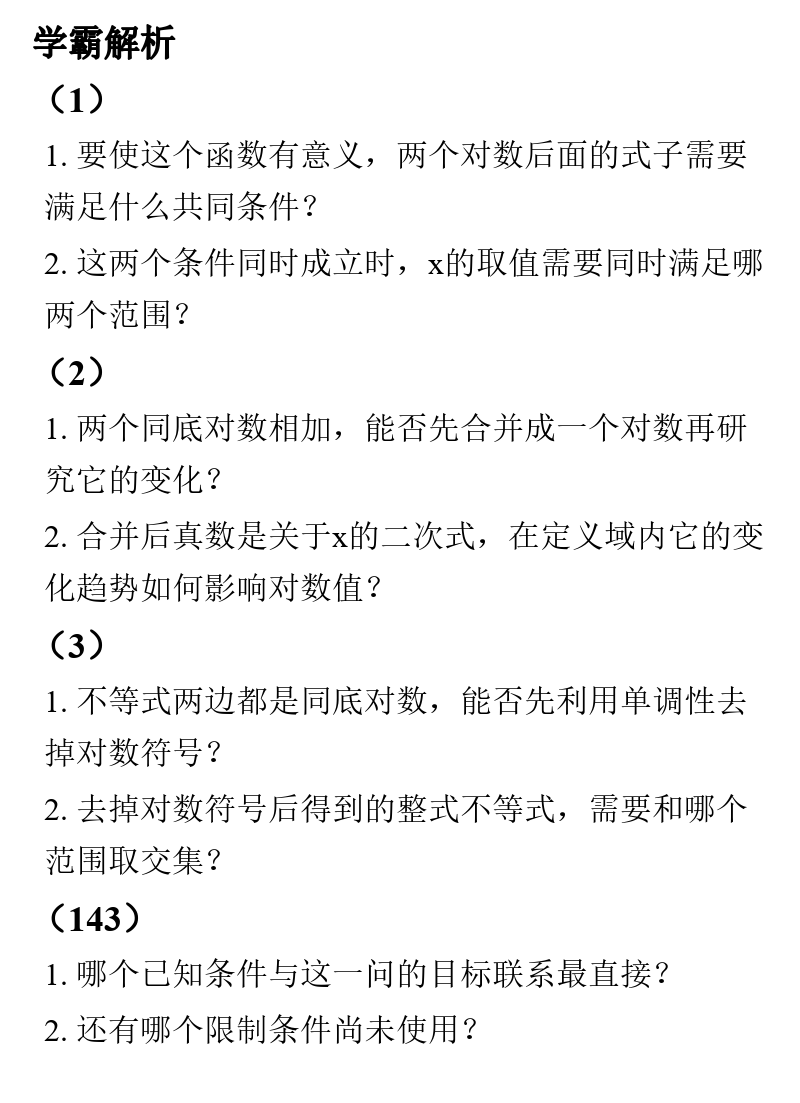 学霸解析
（1）
1. 要使这个函数有意义，两个对数后面的式子需要
满足什么共同条件？
2. 这两个条件同时成立时，x的取值需要同时满足哪
两个范围？
（2）
1. 两个同底对数相加，能否先合并成一个对数再研
究它的变化？
2. 合并后真数是关于x的二次式，在定义域内它的变
化趋势如何影响对数值？
（3）
1. 不等式两边都是同底对数，能否先利用单调性去
掉对数符号？
2. 去掉对数符号后得到的整式不等式，需要和哪个
范围取交集？
（143）
1. 哪个已知条件与这一问的目标联系最直接？
2. 还有哪个限制条件尚未使用？